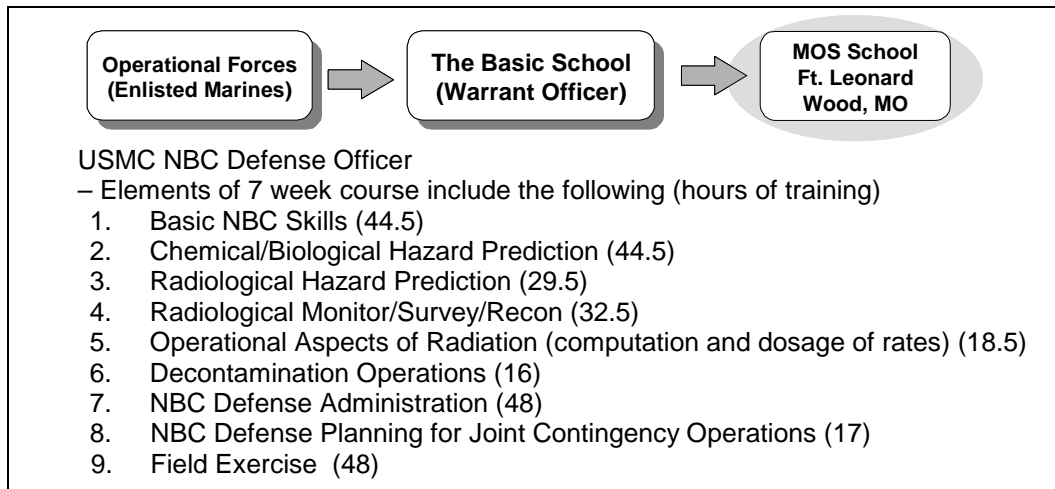 Operational Forces
(Enlisted Marines)
The Basic School
(Warrant Officer)
MOS School
Ft. Leonard
Wood, MO
USMC NBC Defense Officer
– Elements of 7 week course include the following (hours of training)
1. Basic NBC Skills (44.5)
2. Chemical/Biological Hazard Prediction (44.5)
3. Radiological Hazard Prediction (29.5)
4. Radiological Monitor/Survey/Recon (32.5)
5. Operational Aspects of Radiation (computation and dosage of rates) (18.5)
6. Decontamination Operations (16)
7. NBC Defense Administration (48)
8. NBC Defense Planning for Joint Contingency Operations (17)
9. Field Exercise (48)